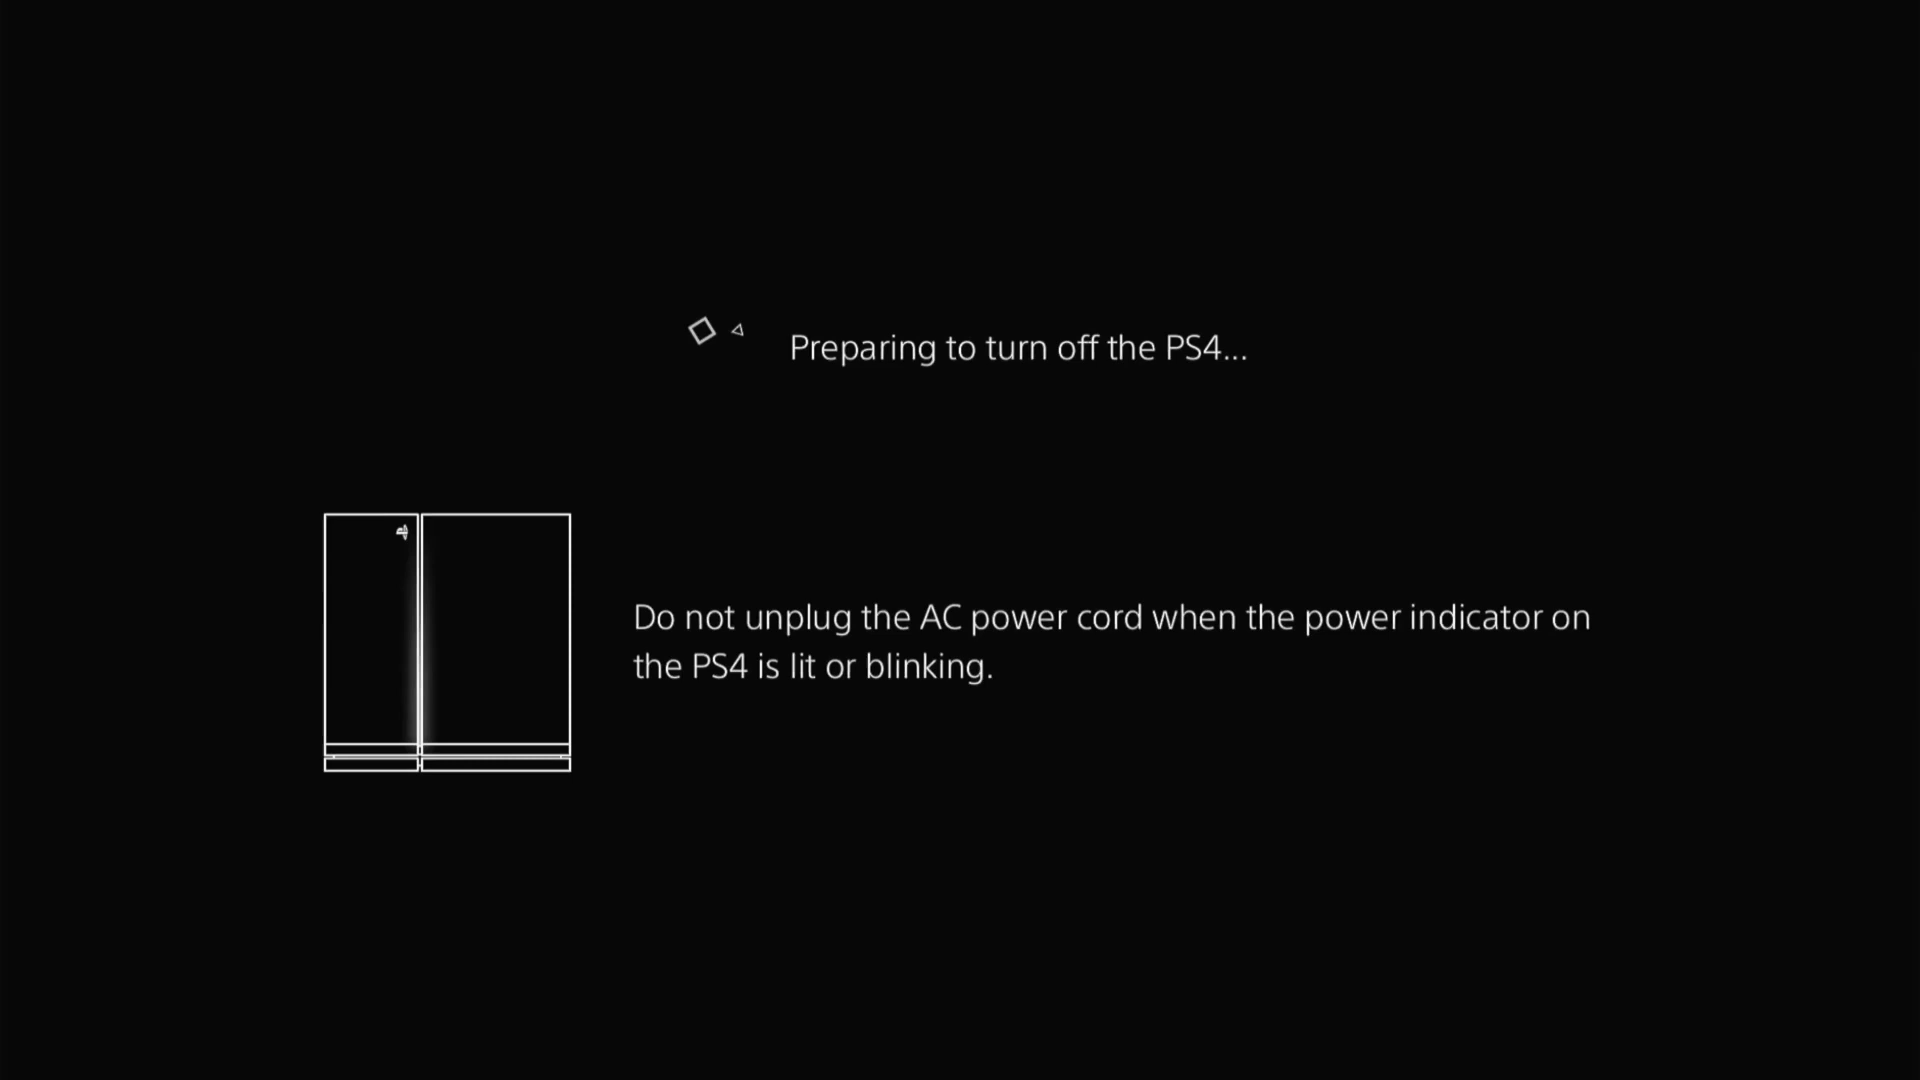 Preparing to turn off the PS4...
Do not unplug the AC power cord when the power indicator on
the PS4 is lit or blinking.